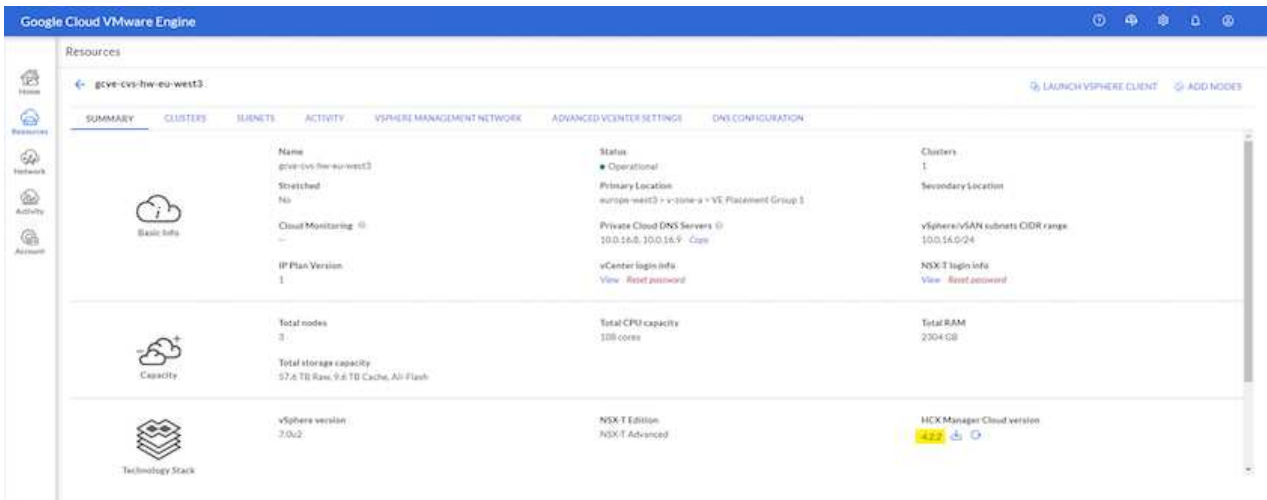 Google Cloud VMware Engine
Resources
Home
gcve-cvs-hw-eu-west3
LAUNCH VSPHERE CLIENT ADD NODES
Resources
SUMMARY CLUSTERS SUBNETS ACTIVITY VSPHERE MANAGEMENT NETWORK ADVANCED VCENTER SETTINGS DNS CONFIGURATION
Network
Activity
Account
Name Status Clusters
gcve-cvs-hw-eu-west3 Operational 1
Stretched Primary Location Secondary Location
No europe-west3 > v-zone-a > VE Placement Group 1
Basic Info
Cloud Monitoring Private Cloud DNS Servers vSphere/vSAN subnets CIDR range
-- 10.0.16.8, 10.0.16.9 Copy 10.0.16.0/24
IP Plan Version vCenter login info NSX-T login info
1 View Reset password View Reset password
Total nodes Total CPU capacity Total RAM
3 108 cores 2304 GB
Total storage capacity
Capacity
57.6 TB Raw, 9.6 TB Cache, All-Flash
vSphere version NSX-T Edition HCX Manager Cloud version
7.0u2 NSX-T Advanced 4.2.2
Technology Stack